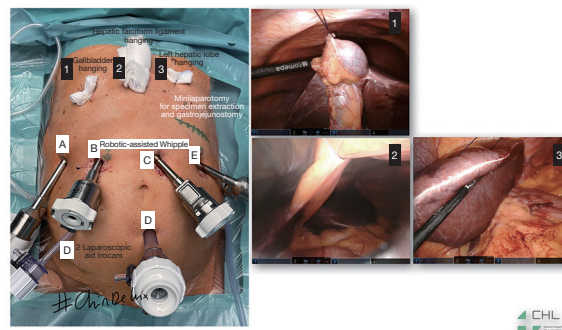 Hepatic falciform ligament
hanging
Gallbladder
hanging
Left hepatic lobe
hanging
1
2
3
Minilaparotomy
for specimen extraction
and gastrojejunostomy
Robotic-assisted Whipple
A
B
C
E
D
D
2 Laparoscopic
aid trocars
1
comepa
2
3
CHL